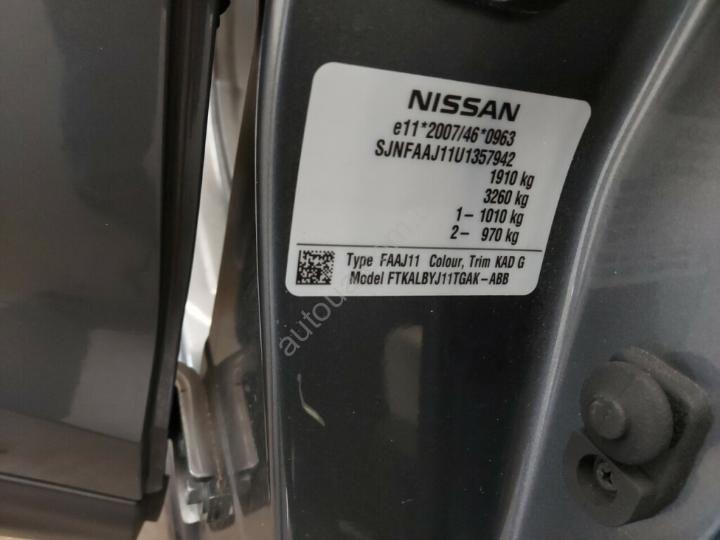 NISSAN
e11*2007/46*0963
SJNFAAJ11U1357942
1910 kg
3260 kg
1- 1010 kg
2- 970 kg
Type FAAJ11 Colour, Trim KAD G
Model FTKALBYJ11TGAK-ABB